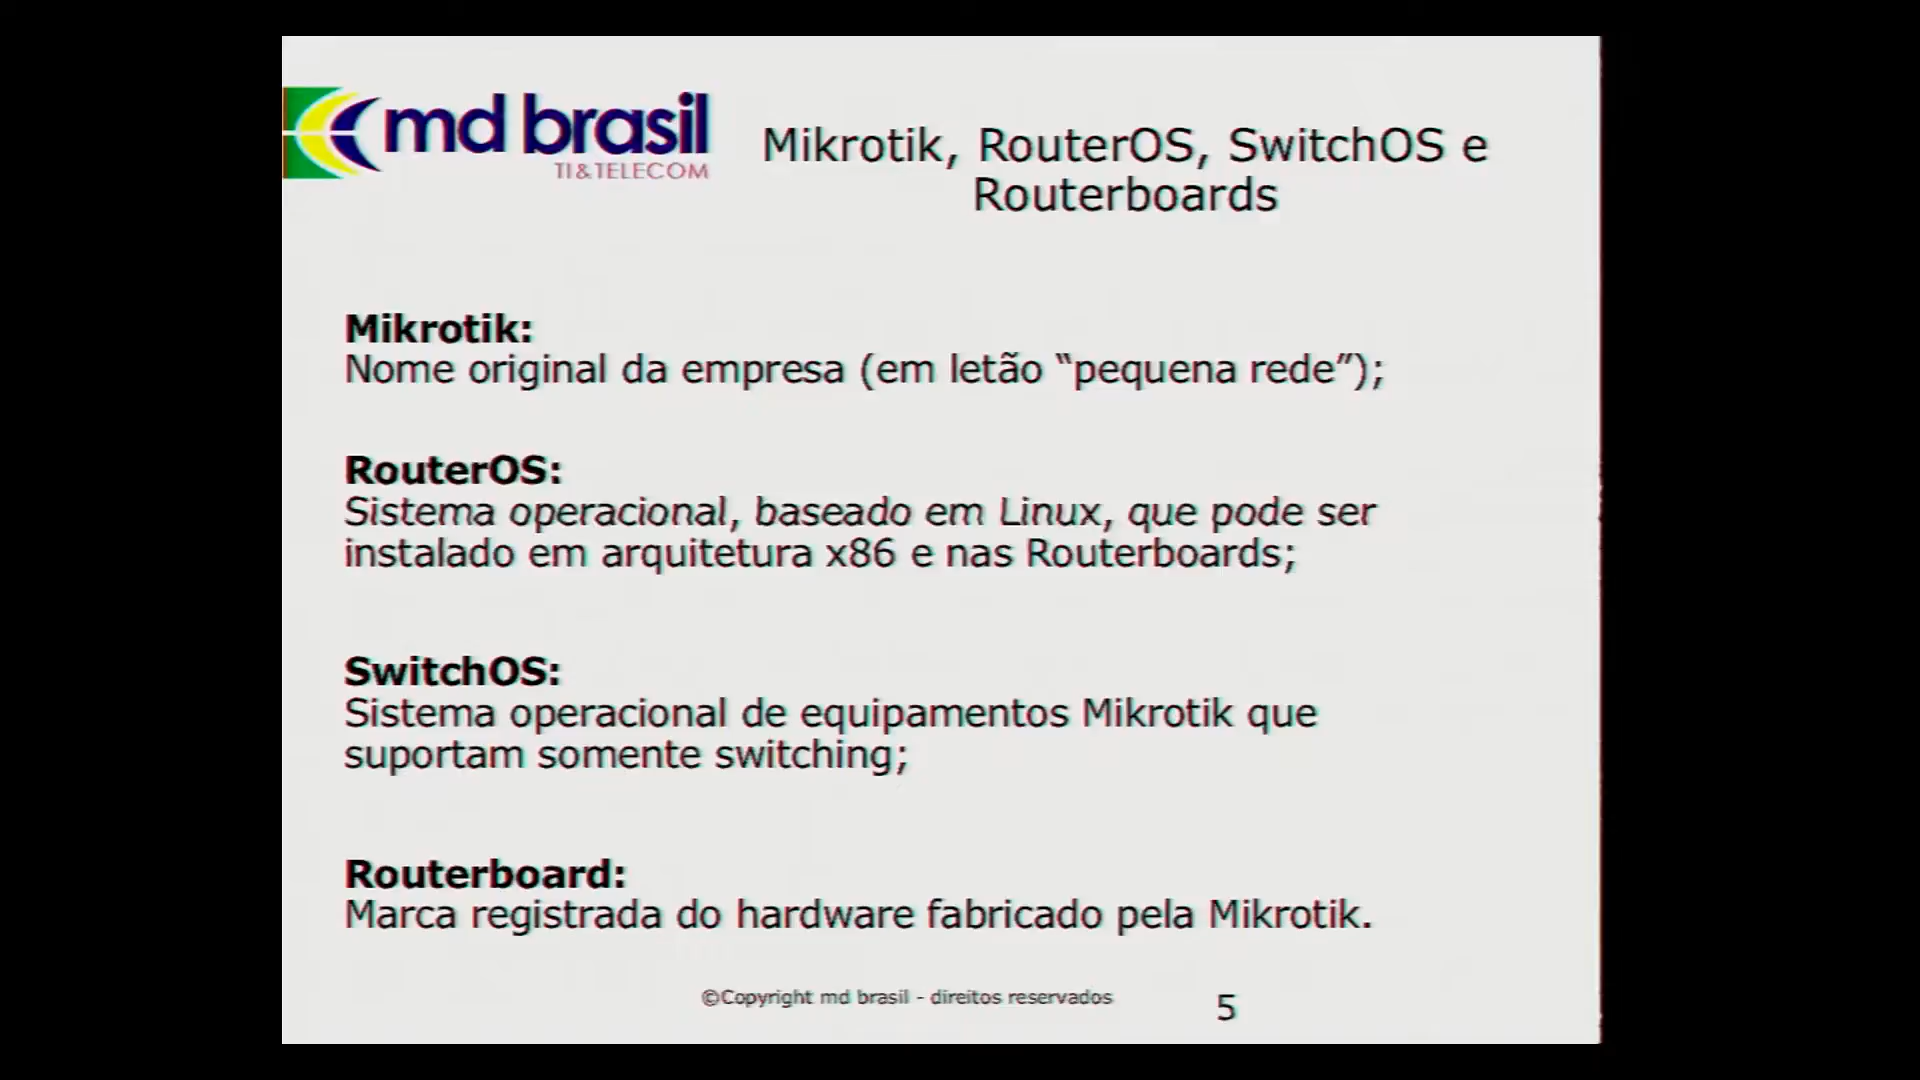 md brasil
TI & TELECOM
Mikrotik, RouterOS, SwitchOS e
Routerboards
Mikrotik:
Nome original da empresa (em letão “pequena rede”);
RouterOS:
Sistema operacional, baseado em Linux, que pode ser
instalado em arquitetura x86 e nas Routerboards;
SwitchOS:
Sistema operacional de equipamentos Mikrotik que
suportam somente switching;
Routerboard:
Marca registrada do hardware fabricado pela Mikrotik.
©Copyright md brasil - direitos reservados
5